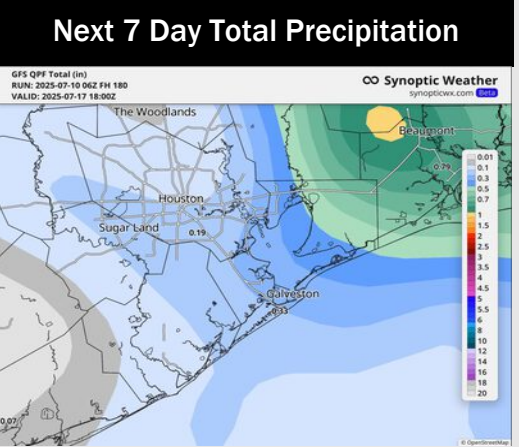 Next 7 Day Total Precipitation
GFS QPF Total (in)
RUN: 2025-07-10 06Z FH 180
VALID: 2025-07-17 18:00Z
Synoptic Weather
synopticwx.com Beta
The Woodlands
Beaumont
0.79
Houston
Sugar Land
0.19
Galveston
0.33
0.07
0.01
0.1
0.3
0.5
0.7
1
1.5
2
2.5
3
3.5
4
4.5
5
5.5
6
8
10
12
14
16
18
20
© OpenStreetMap